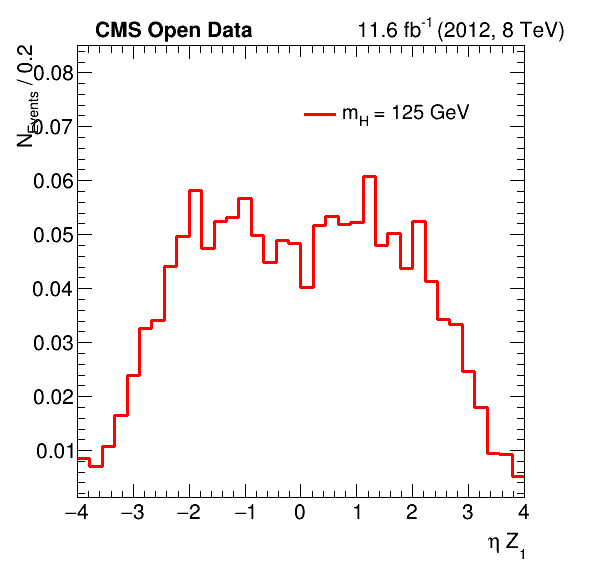 CMS Open Data 11.6 fb⁻¹ (2012, 8 TeV)
N_Events / 0.2
0.08
0.07
0.06
0.05
0.04
0.03
0.02
0.01
m_H = 125 GeV
−4 −3 −2 −1 0 1 2 3 4
η Z₁